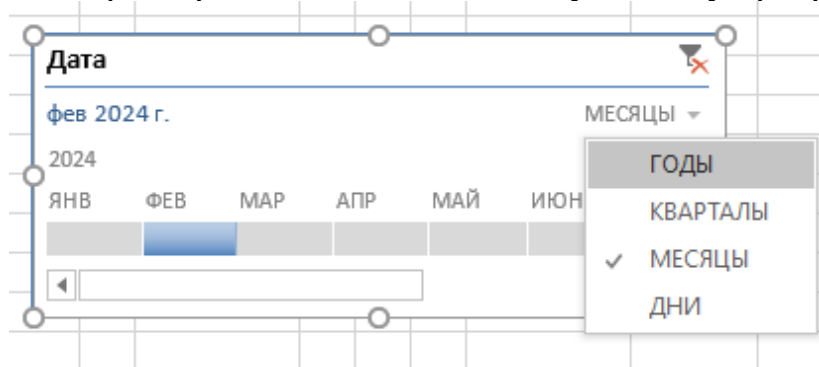 Дата
фев 2024 г. МЕСЯЦЫ
2024
ЯНВ ФЕВ МАР АПР МАЙ ИЮН
ГОДЫ
КВАРТАЛЫ
МЕСЯЦЫ
ДНИ